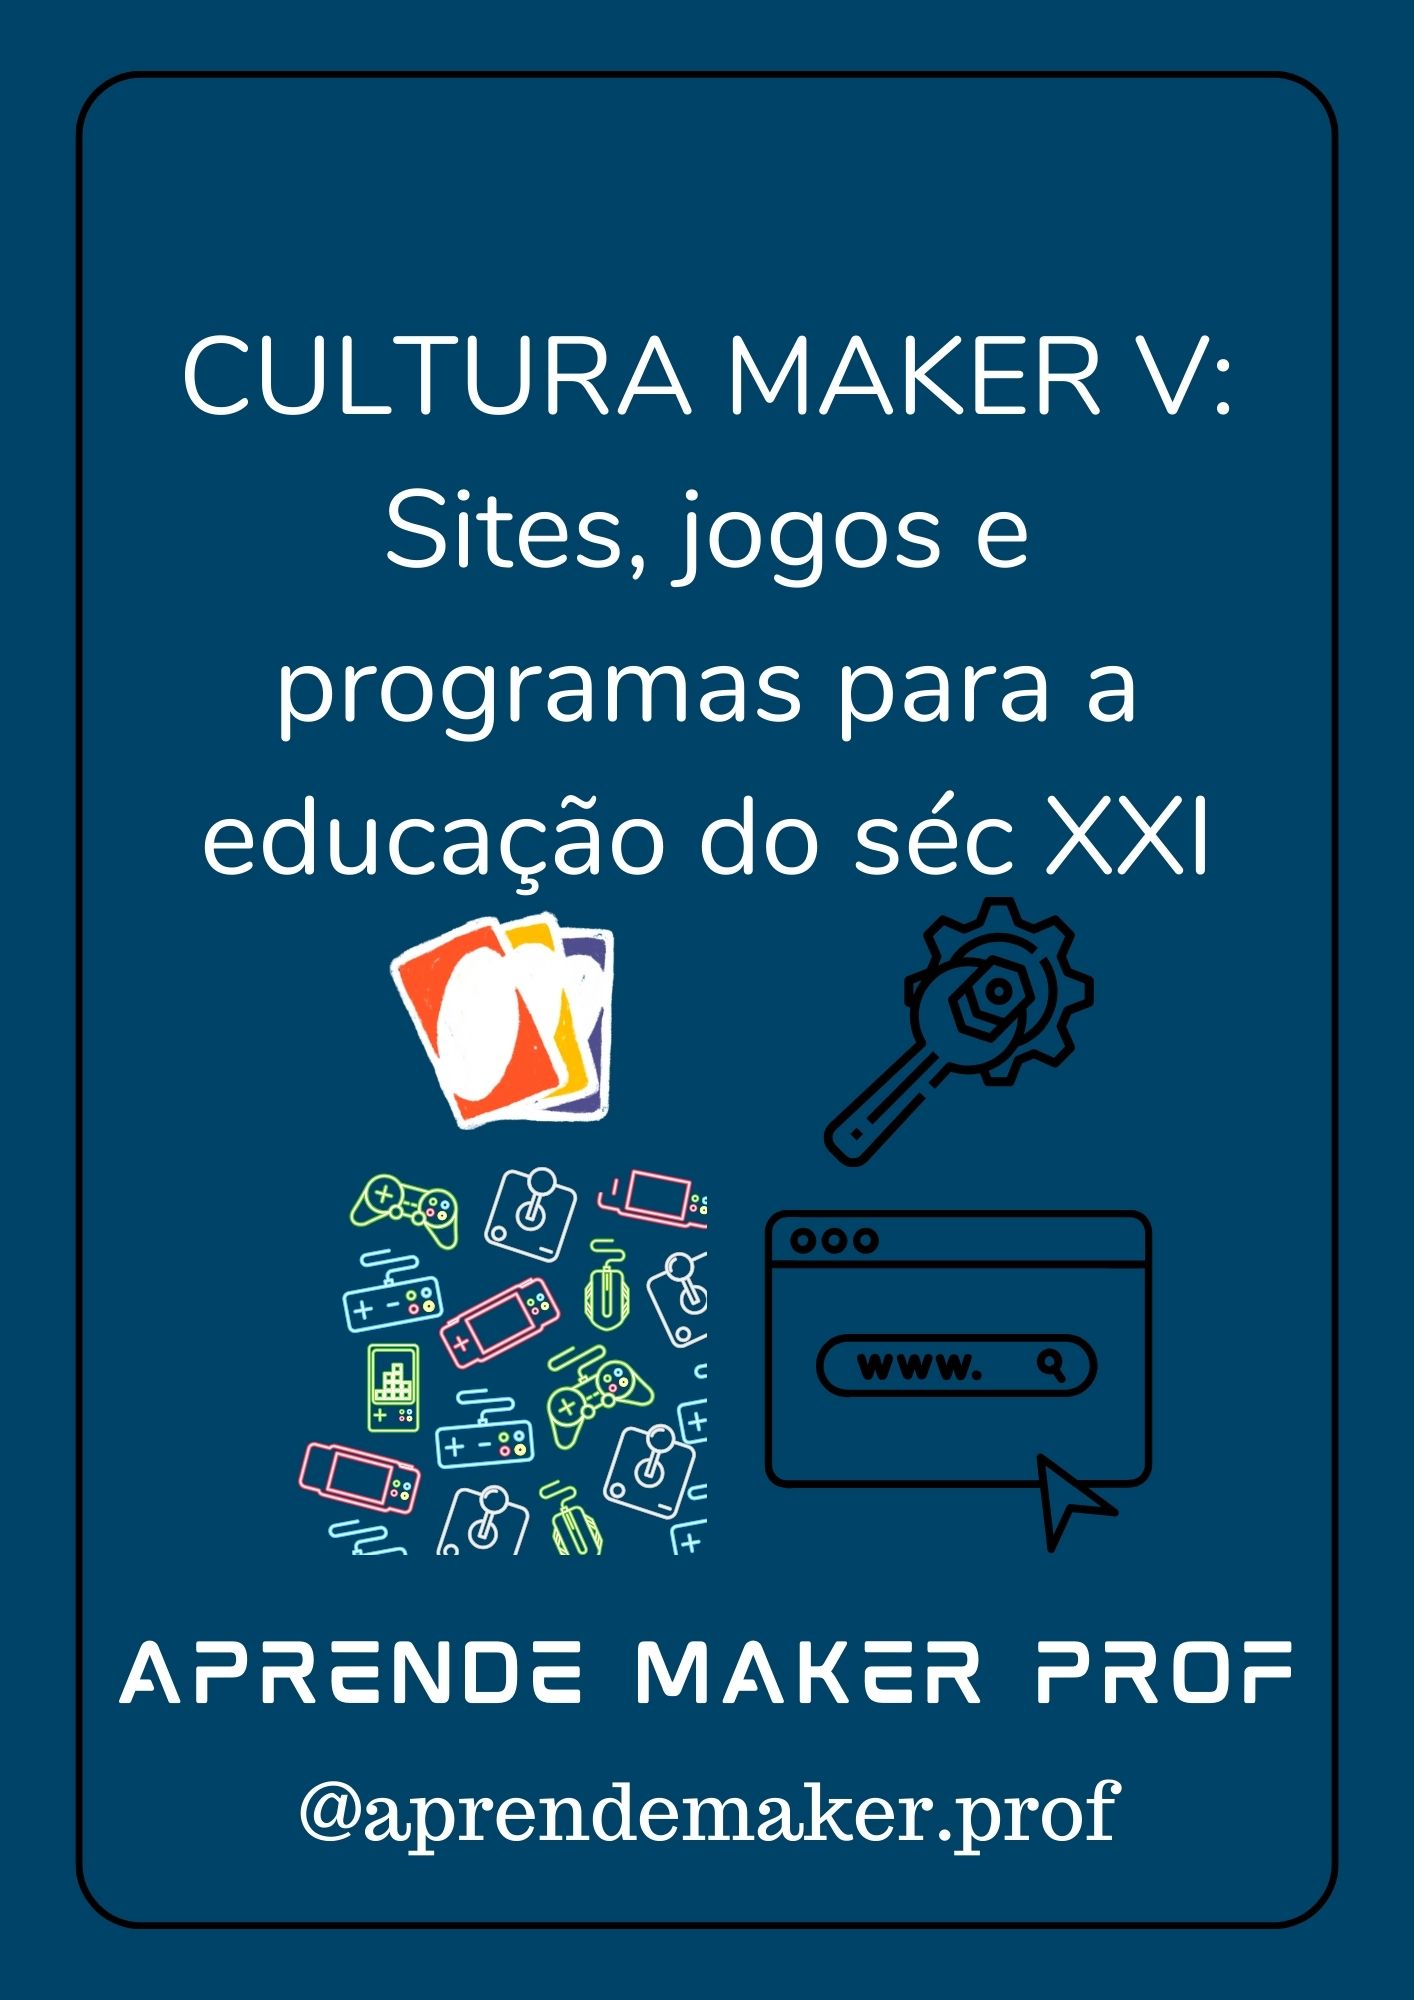 CULTURA MAKER V:
Sites, jogos e
programas para a
educação do séc XXI
www.
APRENDE MAKER PROF
@aprendemaker.prof